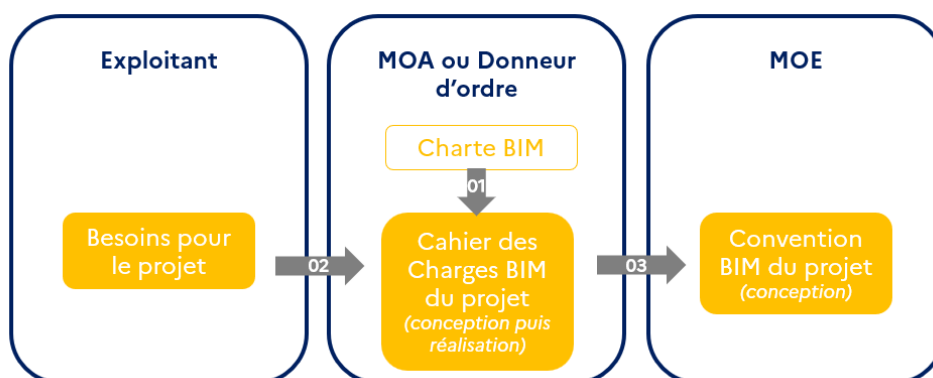 Exploitant
MOA ou Donneur
d’ordre
MOE
Charte BIM
01
Besoins pour
le projet
02
Cahier des
Charges BIM
du projet
(conception puis
réalisation)
03
Convention
BIM du projet
(conception)